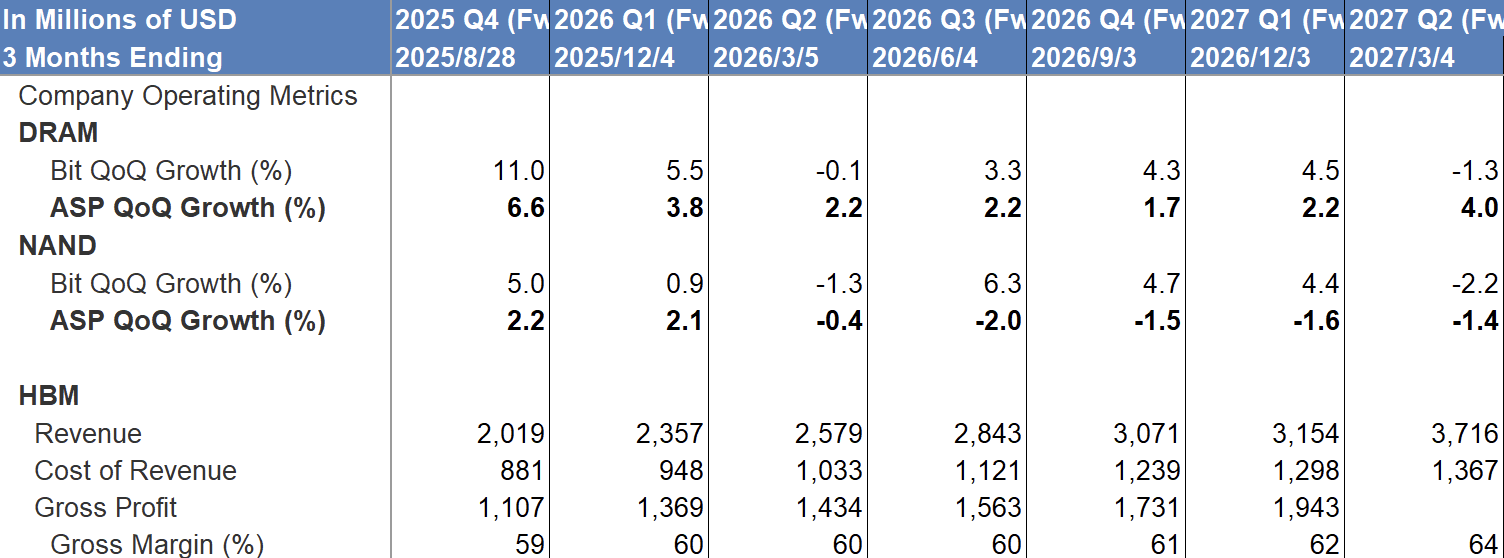 In Millions of USD 2025 Q4 (Fw 2026 Q1 (Fw 2026 Q2 (Fw 2026 Q3 (Fw 2026 Q4 (Fw 2027 Q1 (Fw 2027 Q2 (Fw
3 Months Ending 2025/8/28 2025/12/4 2026/3/5 2026/6/4 2026/9/3 2026/12/3 2027/3/4
Company Operating Metrics
DRAM
Bit QoQ Growth (%) 11.0 5.5 -0.1 3.3 4.3 4.5 -1.3
ASP QoQ Growth (%) 6.6 3.8 2.2 2.2 1.7 2.2 4.0
NAND
Bit QoQ Growth (%) 5.0 0.9 -1.3 6.3 4.7 4.4 -2.2
ASP QoQ Growth (%) 2.2 2.1 -0.4 -2.0 -1.5 -1.6 -1.4
HBM
Revenue 2,019 2,357 2,579 2,843 3,071 3,154 3,716
Cost of Revenue 881 948 1,033 1,121 1,239 1,298 1,367
Gross Profit 1,107 1,369 1,434 1,563 1,731 1,943
Gross Margin (%) 59 60 60 60 61 62 64